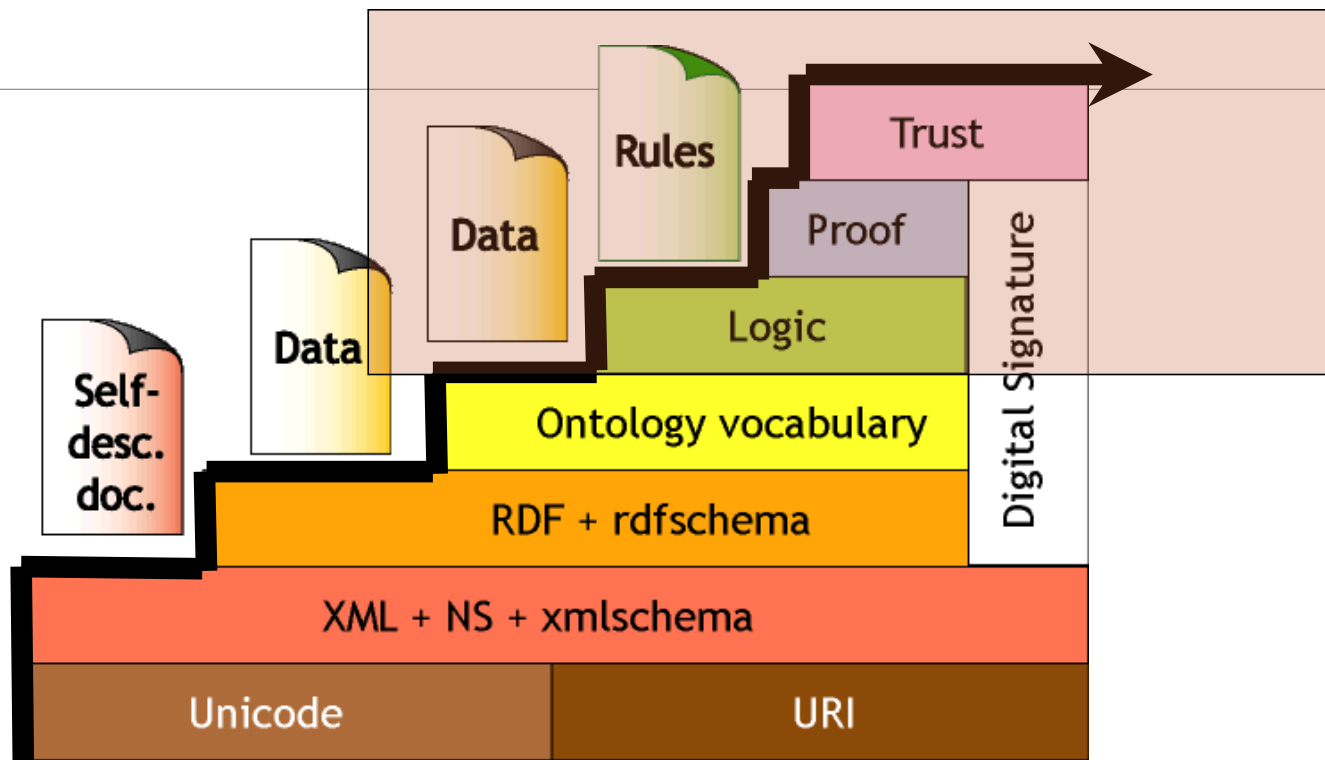 Rules
Trust
Data
Proof
Data
Logic
Self-
desc.
doc.
Ontology vocabulary
Digital Signature
RDF + rdfschema
XML + NS + xmlschema
Unicode
URI